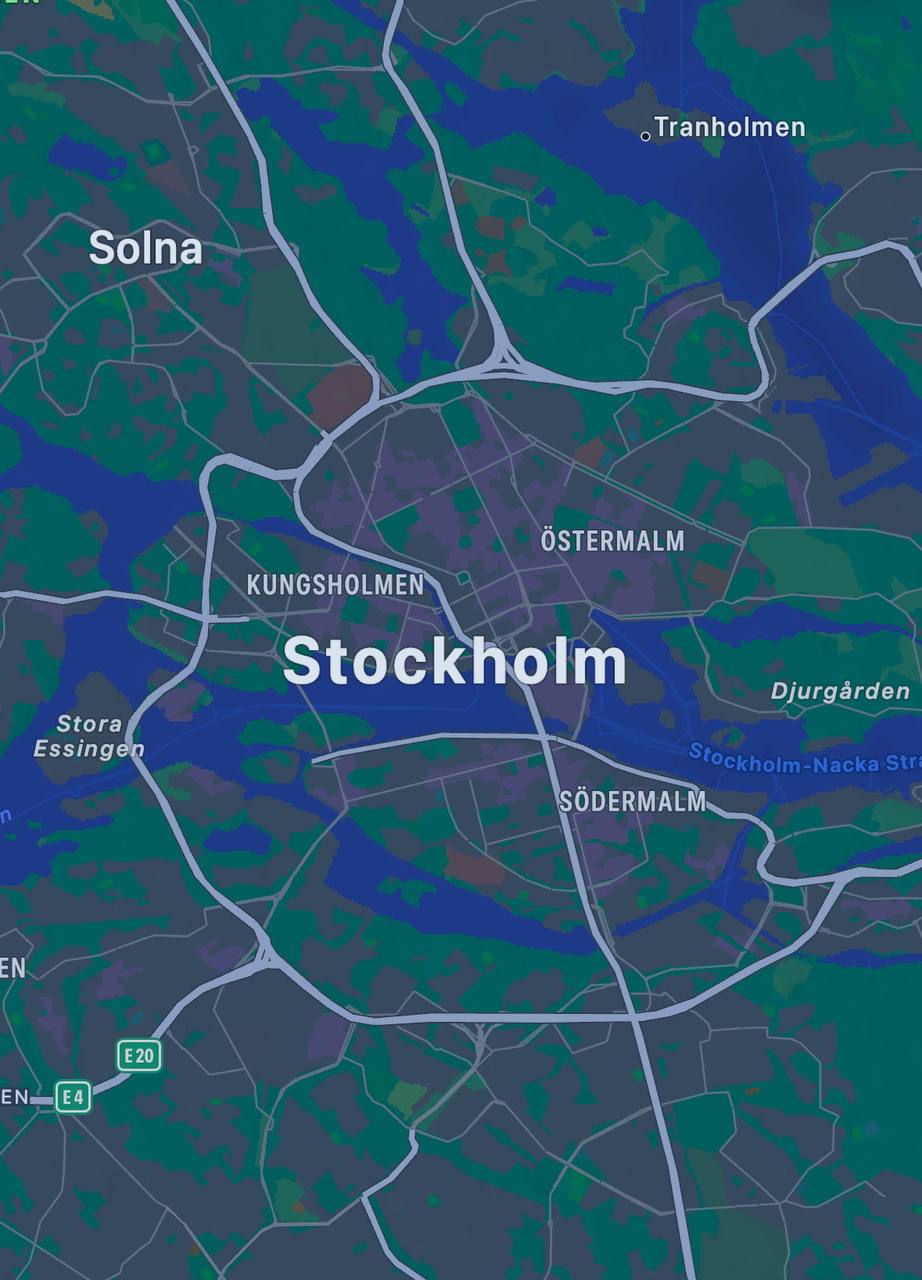 Tranholmen
Solna
ÖSTERMALM
KUNGSHOLMEN
Stockholm
Djurgården
Stora
Essingen
Stockholm-Nacka Stra
SÖDERMALM
EN
E20
EN
E4